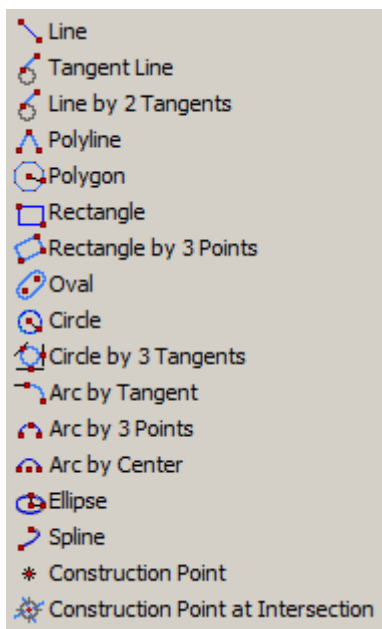 Line
Tangent Line
Line by 2 Tangents
Polyline
Polygon
Rectangle
Rectangle by 3 Points
Oval
Circle
Circle by 3 Tangents
Arc by Tangent
Arc by 3 Points
Arc by Center
Ellipse
Spline
Construction Point
Construction Point at Intersection